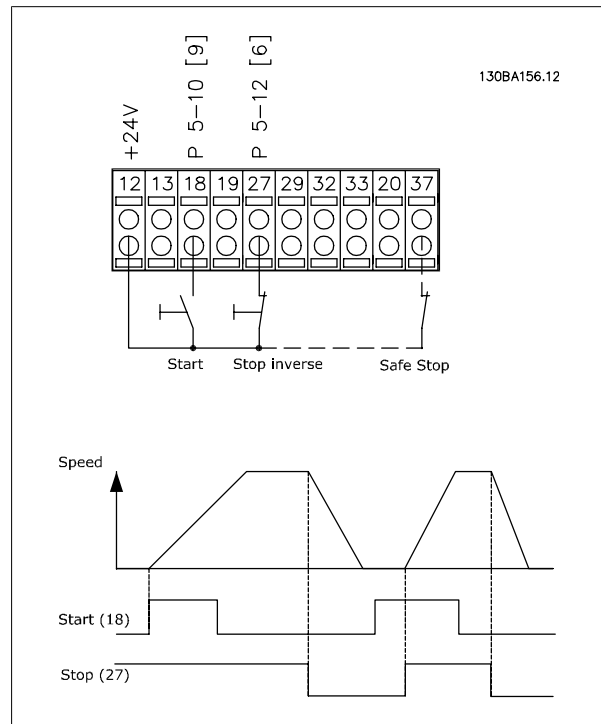 130BA156.12
+24V
P 5-10 [9]
P 5-12 [6]
12 13 18 19 27 29 32 33 20 37
Start Stop inverse Safe Stop
Speed
Start (18)
Stop (27)